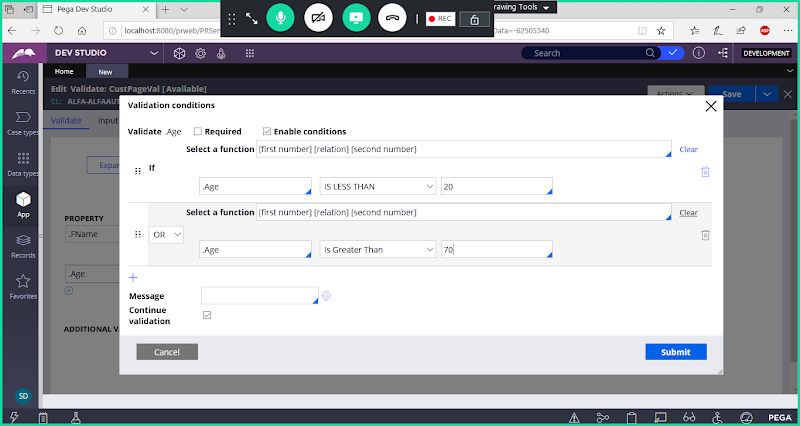 Pega Dev Studio
REC
rawing Tools
localhost:8080/prweb/PRSer
Data=-62505340
DEV STUDIO
Search
DEVELOPMENT
Home
New
Recents
Case types
Data types
App
Records
Favorites
SD
Edit Validate: CustPageVal [Available]
CL: ALFA-ALFAAUT
Actions
Save
Validate
Input
Expan
PROPERTY
.FName
.Age
ADDITIONAL VA
Validation conditions
Validate .Age Required Enable conditions
Select a function [first number] [relation] [second number] Clear
If
.Age IS LESS THAN 20
Select a function [first number] [relation] [second number] Clear
OR
.Age Is Greater Than 70
Message
Continue
validation
Cancel
Submit
PEGA